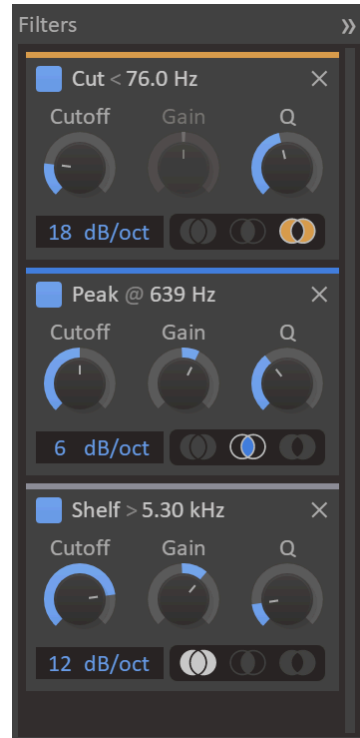 Filters »
Cut < 76.0 Hz ×
Cutoff Gain Q
18 dB/oct
Peak @ 639 Hz ×
Cutoff Gain Q
6 dB/oct
Shelf > 5.30 kHz ×
Cutoff Gain Q
12 dB/oct